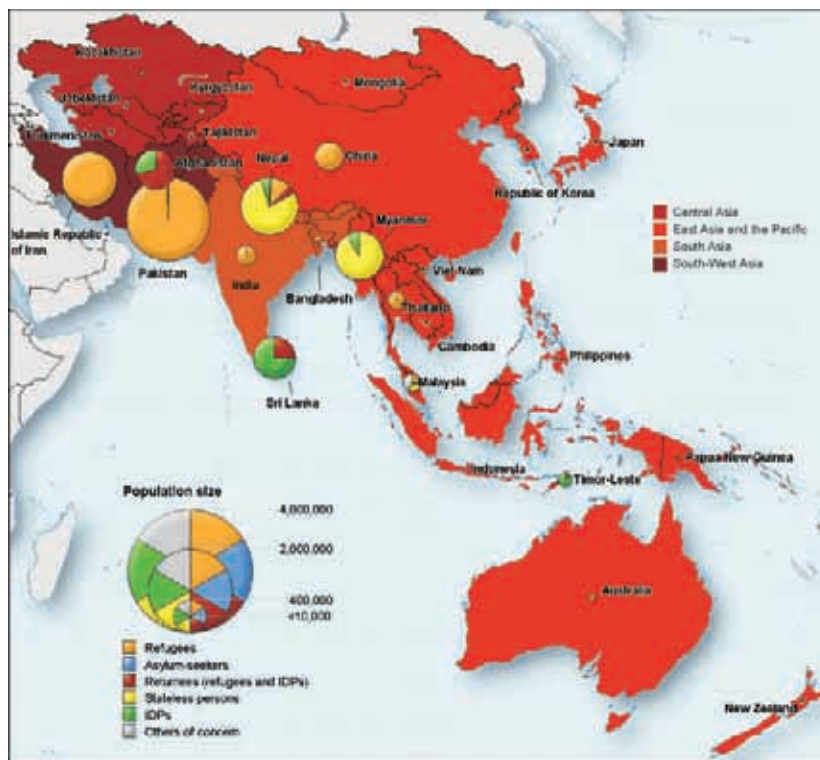 Kazakhstan
Kyrgyzstan
Mongolia
Uzbekistan
Turkmenistan
Tajikistan
Afghanistan
Nepal
China
Japan
Republic of Korea
Islamic Republic
of Iran
Pakistan
India
Bangladesh
Myanmar
Viet-Nam
Thailand
Cambodia
Philippines
Sri Lanka
Malaysia
Indonesia
Timor-Leste
Papua New Guinea
Australia
New Zealand
Central Asia
East Asia and the Pacific
South Asia
South-West Asia
Population size
4,000,000
2,000,000
400,000
<10,000
Refugees
Asylum-seekers
Returnees (refugees and IDPs)
Stateless persons
IDPs
Others of concern